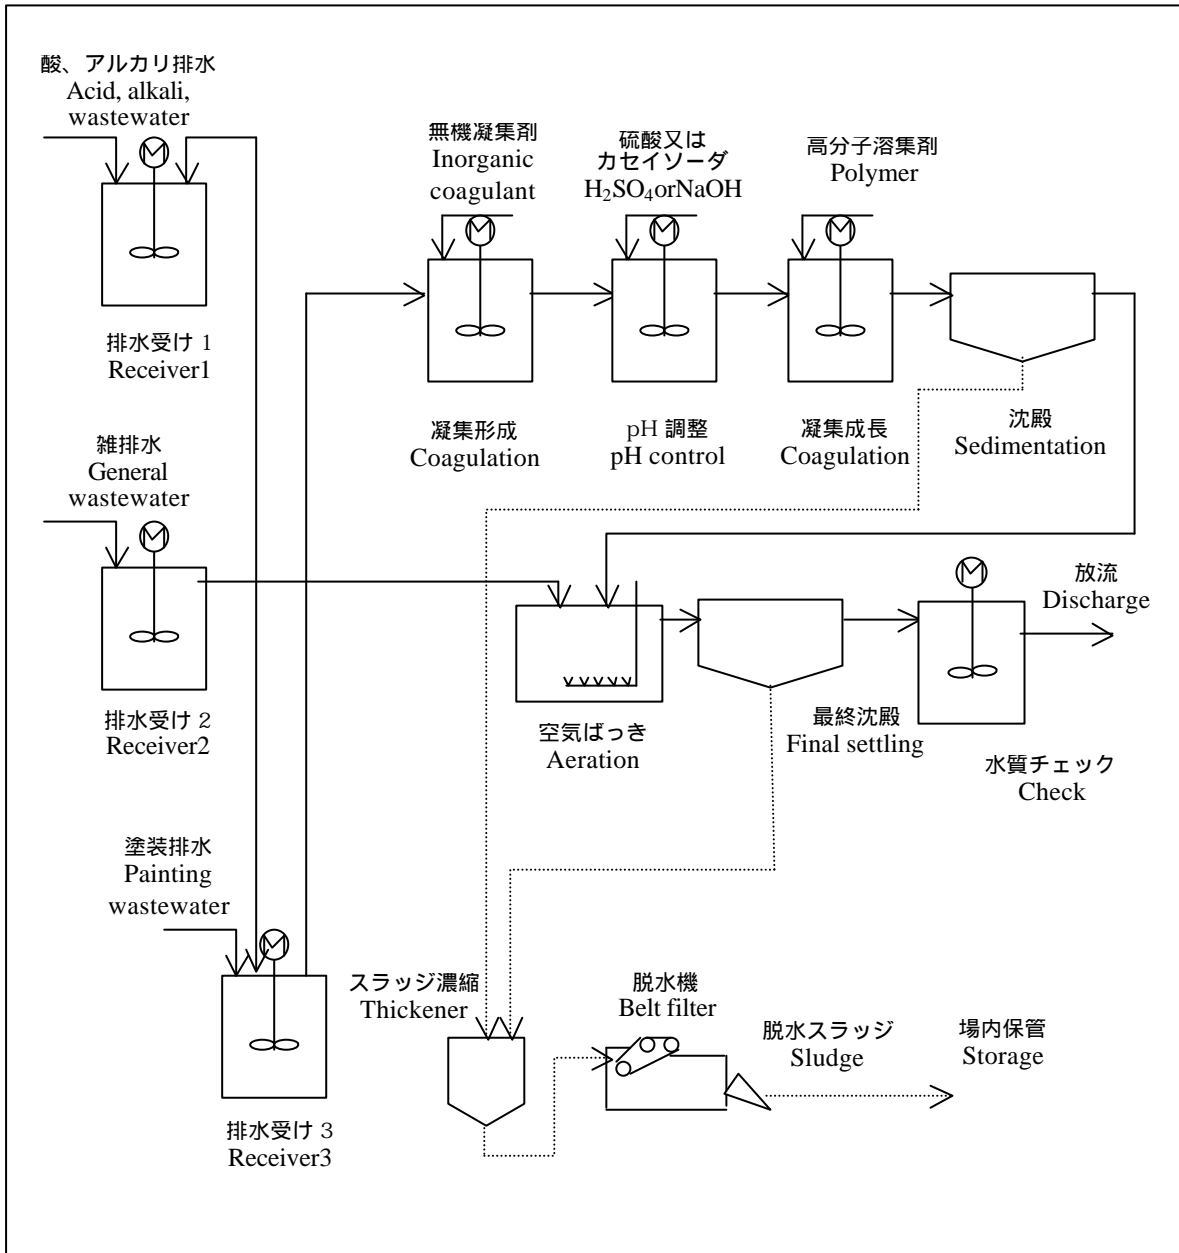 酸、アルカリ排水
Acid, alkali,
wastewater
M
排水受け 1
Receiver1
無機凝集剤
Inorganic
coagulant
M
凝集形成
Coagulation
硫酸又は
カセイソーダ
H₂SO₄orNaOH
M
pH 調整
pH control
高分子溶集剤
Polymer
M
凝集成長
Coagulation
沈殿
Sedimentation
雑排水
General
wastewater
M
排水受け 2
Receiver2
空気ばっき
Aeration
最終沈殿
Final settling
M
水質チェック
Check
放流
Discharge
塗装排水
Painting
wastewater
M
排水受け 3
Receiver3
スラッジ濃縮
Thickener
脱水機
Belt filter
脱水スラッジ
Sludge
場内保管
Storage